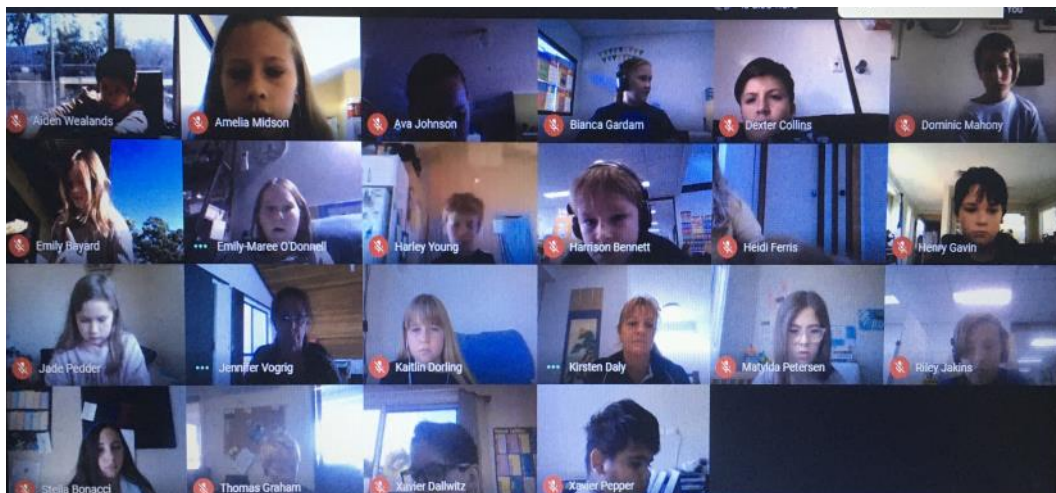 You
Aiden Wealands
Amelia Midson
Ava Johnson
Bianca Gardam
Dexter Collins
Dominic Mahony
Emily Bayard
Emily-Maree O'Donnell
Harley Young
Harrison Bennett
Heidi Ferris
Henry Gavin
Jade Pedder
Jennifer Vogrig
Kaitlin Dorling
Kirsten Daly
Matylda Petersen
Riley Jakins
Stella Bonacci
Thomas Graham
Xavier Dallwitz
Xavier Pepper